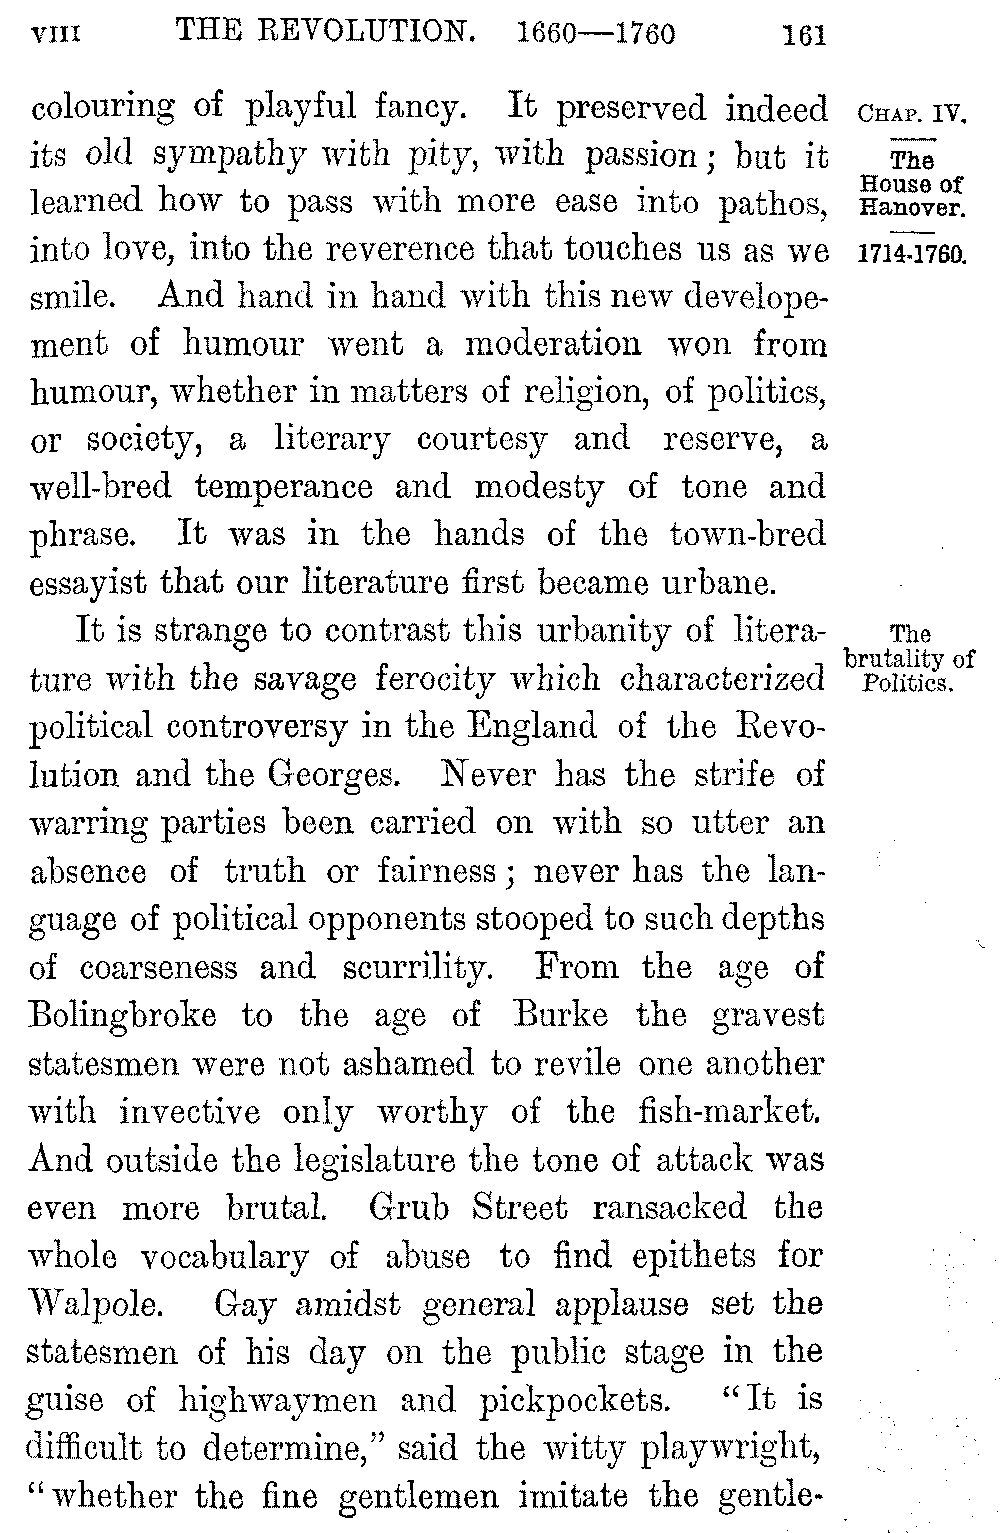 VIII THE REVOLUTION. 1660—1760 161
colouring of playful fancy. It preserved indeed
its old sympathy with pity, with passion; but it
learned how to pass with more ease into pathos,
into love, into the reverence that touches us as we
smile. And hand in hand with this new develope-
ment of humour went a moderation won from
humour, whether in matters of religion, of politics,
or society, a literary courtesy and reserve, a
well-bred temperance and modesty of tone and
phrase. It was in the hands of the town-bred
essayist that our literature first became urbane.
It is strange to contrast this urbanity of litera-
ture with the savage ferocity which characterized
political controversy in the England of the Revo-
lution and the Georges. Never has the strife of
warring parties been carried on with so utter an
absence of truth or fairness; never has the lan-
guage of political opponents stooped to such depths
of coarseness and scurrility. From the age of
Bolingbroke to the age of Burke the gravest
statesmen were not ashamed to revile one another
with invective only worthy of the fish-market.
And outside the legislature the tone of attack was
even more brutal. Grub Street ransacked the
whole vocabulary of abuse to find epithets for
Walpole. Gay amidst general applause set the
statesmen of his day on the public stage in the
guise of highwaymen and pickpockets. "It is
difficult to determine," said the witty playwright,
"whether the fine gentlemen imitate the gentle-
CHAP. IV.
The
House of
Hanover.
1714-1760.
The
brutality of
Politics.